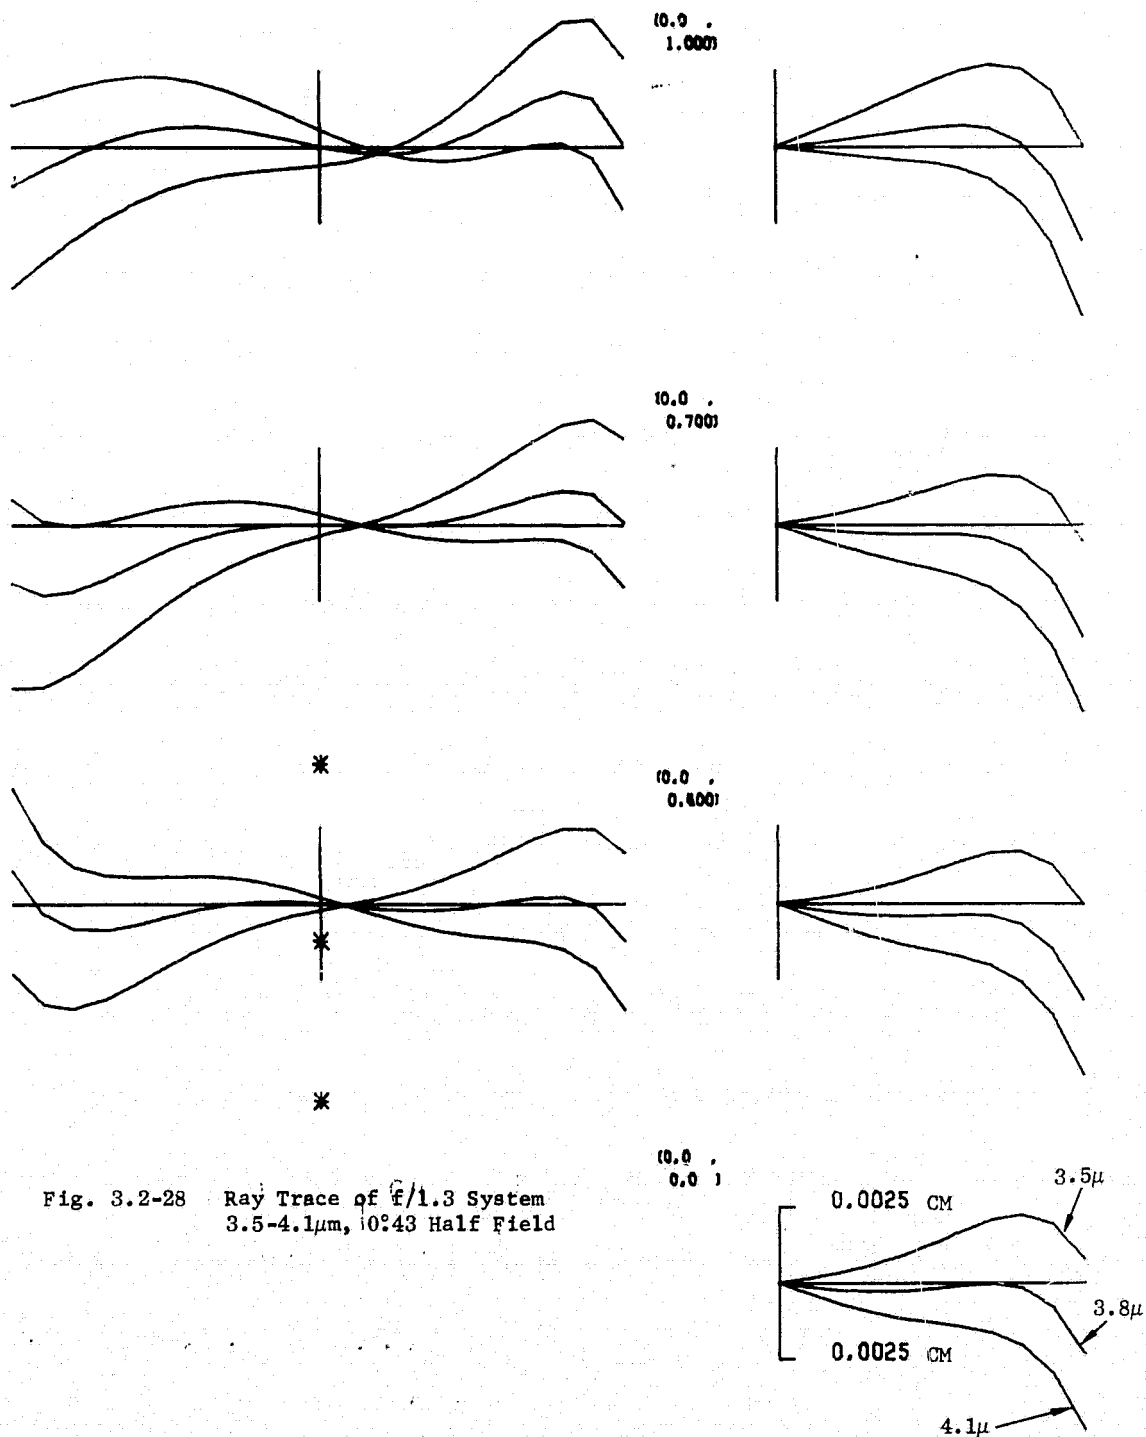 (0.0 ,
1.000)
(0.0 ,
0.700)
(0.0 ,
0.400)
(0.0 ,
0.0 )
Fig. 3.2-28 Ray Trace of f/1.3 System
3.5-4.1μm, 0°.43 Half Field
3.5μ
0.0025 CM
3.8μ
0.0025 CM
4.1μ